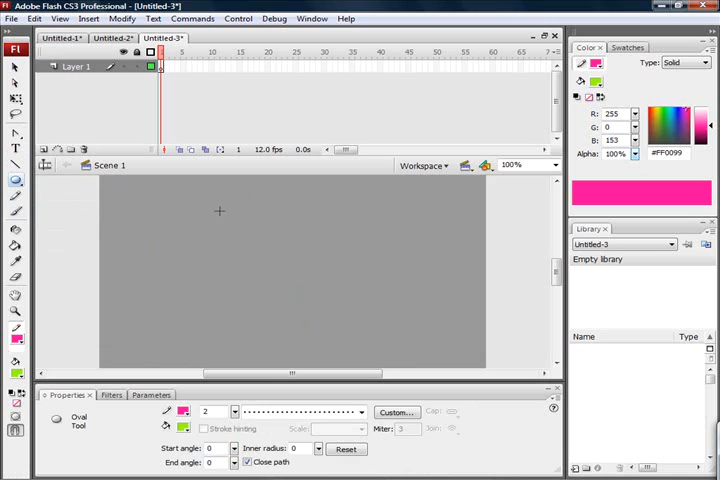 Adobe Flash CS3 Professional - [Untitled-3*]
File Edit View Insert Modify Text Commands Control Debug Window Help
Untitled-1* Untitled-2* Untitled-3*
5 10 15 20 25 30 35 40 45 50 55 60 65 7
Layer 1
1 12.0 fps 0.0s
Scene 1 Workspace 100%
Properties Filters Parameters
Oval Tool
2 Custom... Cap:
Stroke hinting Scale: Miter: 3 Join:
Start angle: 0 Inner radius: 0 Reset
End angle: 0 Close path
Fl
T
Color Swatches
Type: Solid
R: 255
G: 0
B: 153
Alpha: 100% #FF0099
Library
Untitled-3
Empty library
Name Type